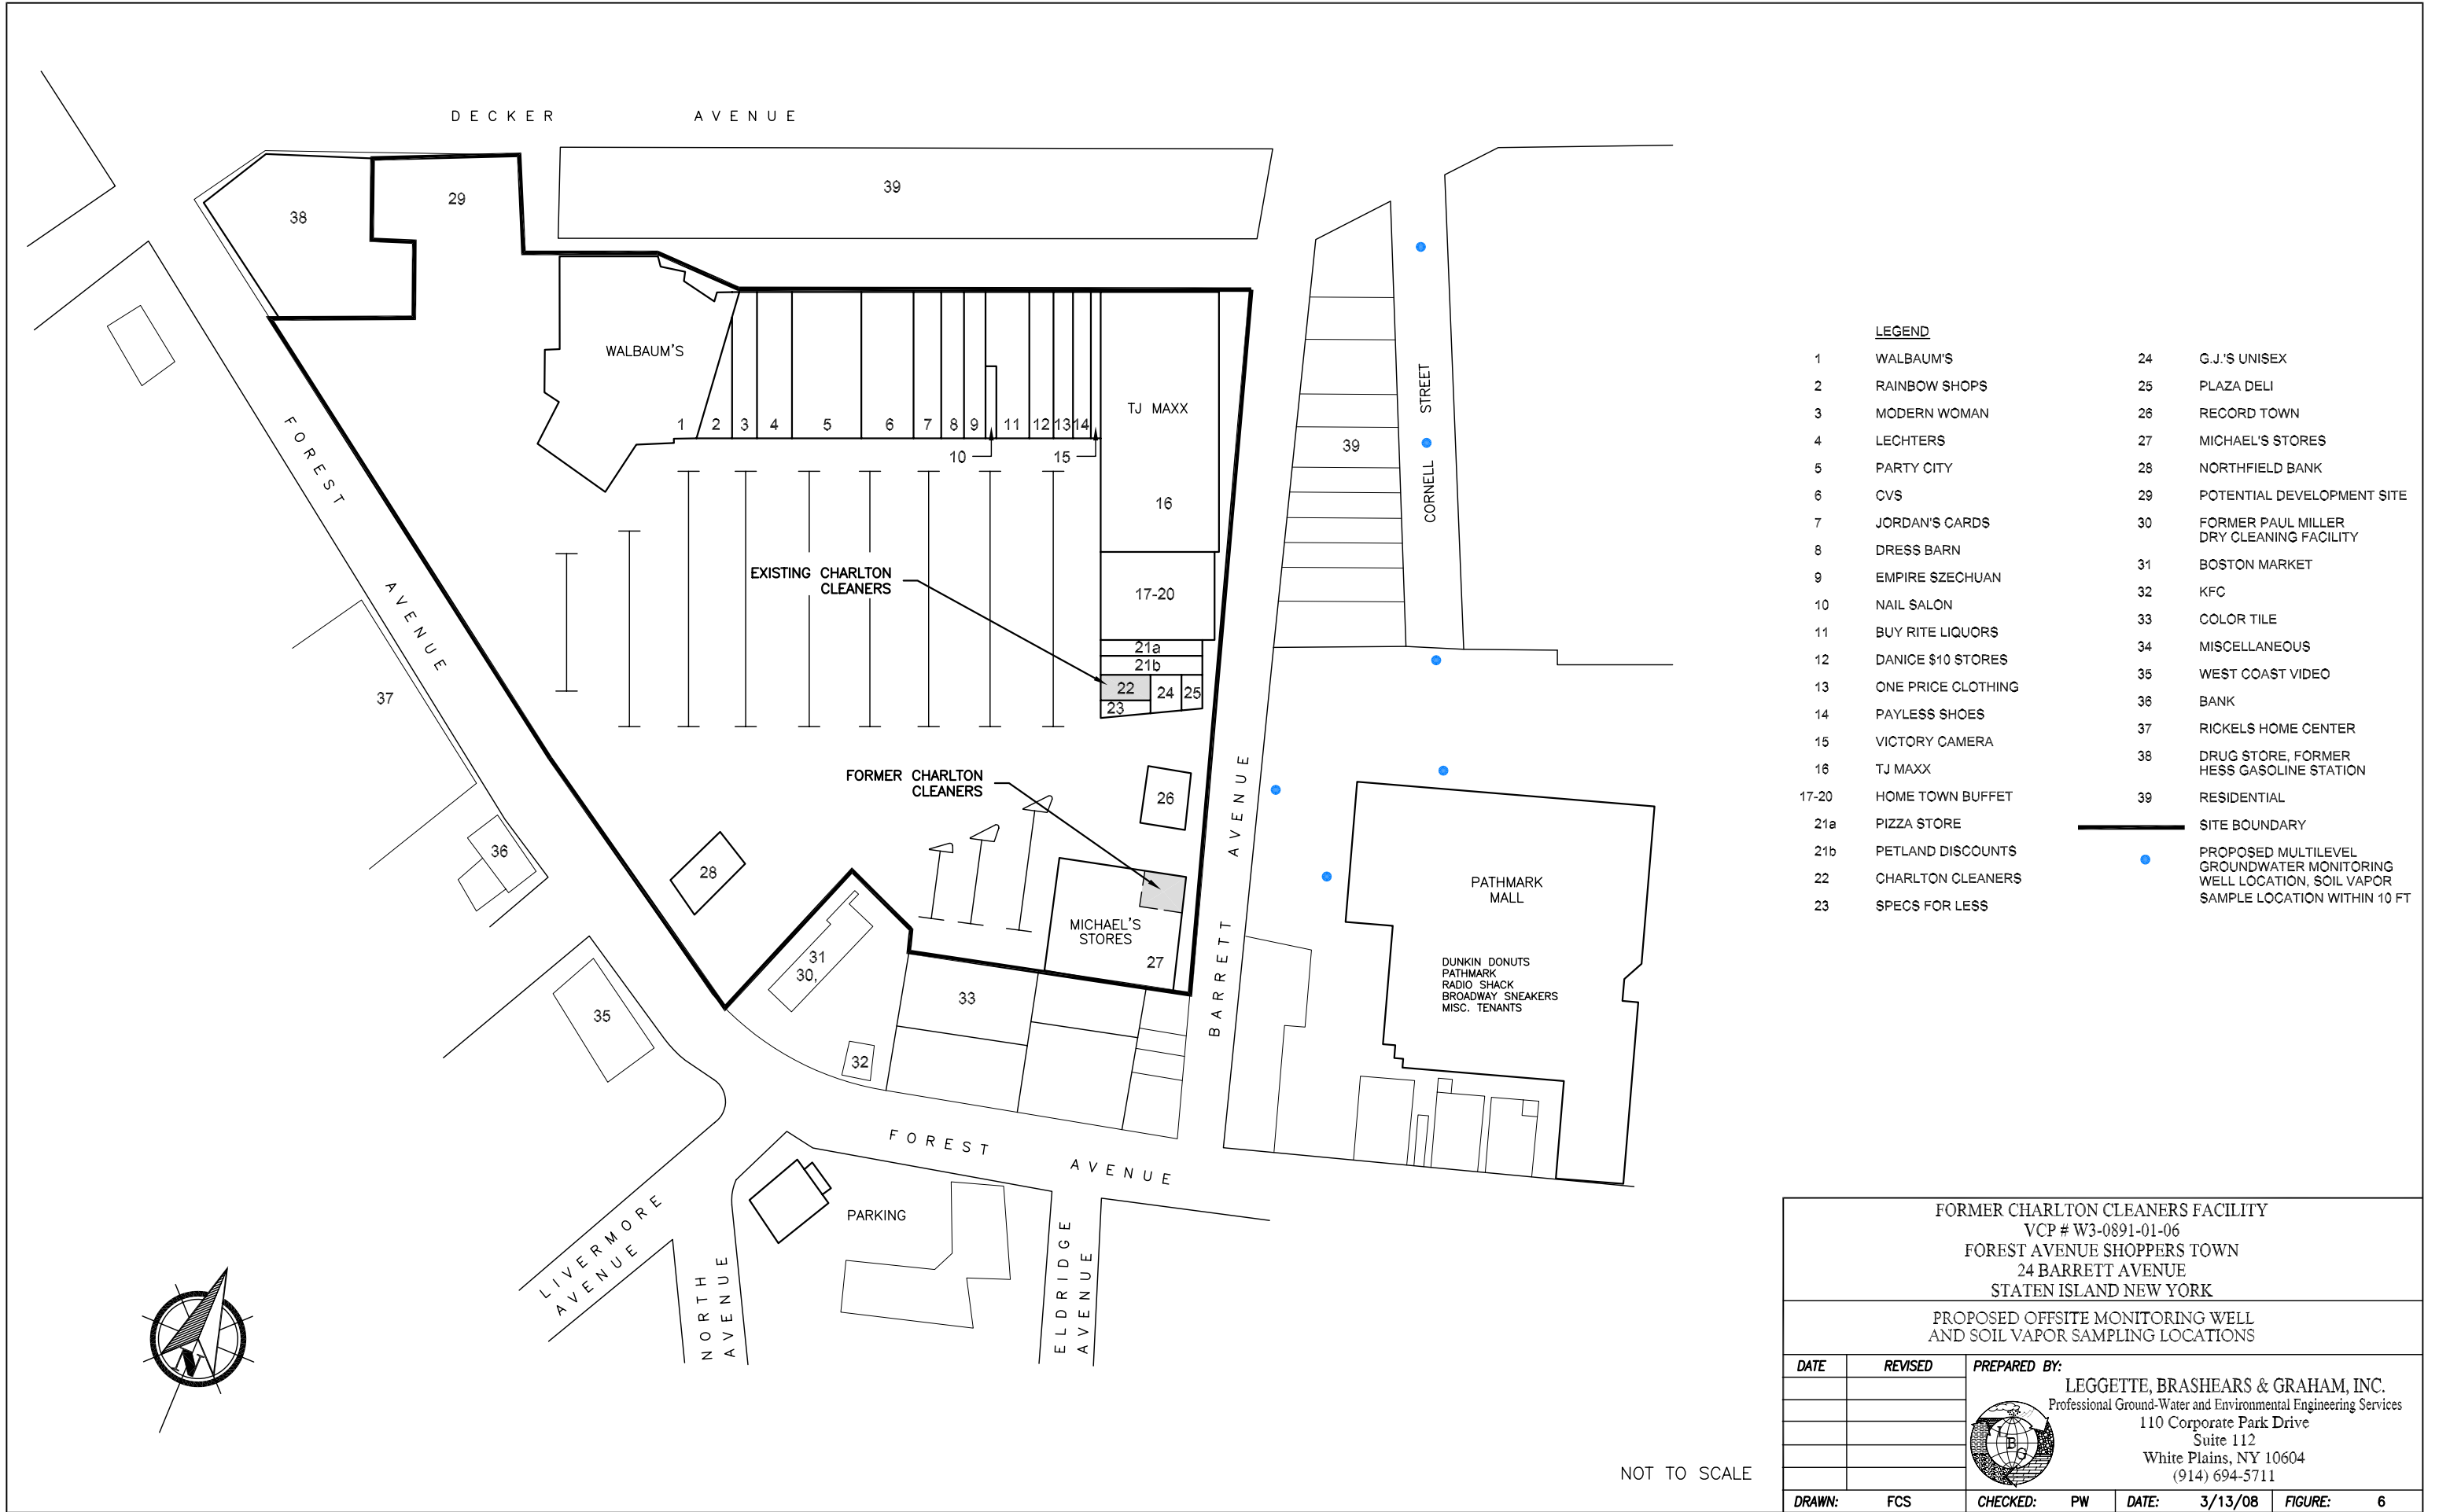 DECKER AVENUE
39
38
29
WALBAUM'S
TJ MAXX
1 2 3 4 5 6 7 8 9 11 12 13 14
10
15
16
39
CORNELL STREET
FOREST AVENUE
EXISTING CHARLTON
CLEANERS
17-20
21a
21b
22
24
25
23
37
FORMER CHARLTON
CLEANERS
26
BARRETT AVENUE
36
28
PATHMARK
MALL
MICHAEL'S
STORES
27
31
30,
DUNKIN DONUTS
PATHMARK
RADIO SHACK
BROADWAY SNEAKERS
MISC. TENANTS
33
35
32
FOREST AVENUE
PARKING
LIVERMORE
AVENUE
NORTH
AVENUE
ELDRIDGE
AVENUE
N
NOT TO SCALE
LEGEND
1 WALBAUM'S
2 RAINBOW SHOPS
3 MODERN WOMAN
4 LECHTERS
5 PARTY CITY
6 CVS
7 JORDAN'S CARDS
8 DRESS BARN
9 EMPIRE SZECHUAN
10 NAIL SALON
11 BUY RITE LIQUORS
12 DANICE $10 STORES
13 ONE PRICE CLOTHING
14 PAYLESS SHOES
15 VICTORY CAMERA
16 TJ MAXX
17-20 HOME TOWN BUFFET
21a PIZZA STORE
21b PETLAND DISCOUNTS
22 CHARLTON CLEANERS
23 SPECS FOR LESS
24 G.J.'S UNISEX
25 PLAZA DELI
26 RECORD TOWN
27 MICHAEL'S STORES
28 NORTHFIELD BANK
29 POTENTIAL DEVELOPMENT SITE
30 FORMER PAUL MILLER
DRY CLEANING FACILITY
31 BOSTON MARKET
32 KFC
33 COLOR TILE
34 MISCELLANEOUS
35 WEST COAST VIDEO
36 BANK
37 RICKELS HOME CENTER
38 DRUG STORE, FORMER
HESS GASOLINE STATION
39 RESIDENTIAL
SITE BOUNDARY
PROPOSED MULTILEVEL
GROUNDWATER MONITORING
WELL LOCATION, SOIL VAPOR
SAMPLE LOCATION WITHIN 10 FT
FORMER CHARLTON CLEANERS FACILITY
VCP # W3-0891-01-06
FOREST AVENUE SHOPPERS TOWN
24 BARRETT AVENUE
STATEN ISLAND NEW YORK
PROPOSED OFFSITE MONITORING WELL
AND SOIL VAPOR SAMPLING LOCATIONS
DATE REVISED PREPARED BY:
LEGGETTE, BRASHEARS & GRAHAM, INC.
Professional Ground-Water and Environmental Engineering Services
110 Corporate Park Drive
Suite 112
White Plains, NY 10604
(914) 694-5711
L B G
DRAWN: FCS CHECKED: PW DATE: 3/13/08 FIGURE: 6